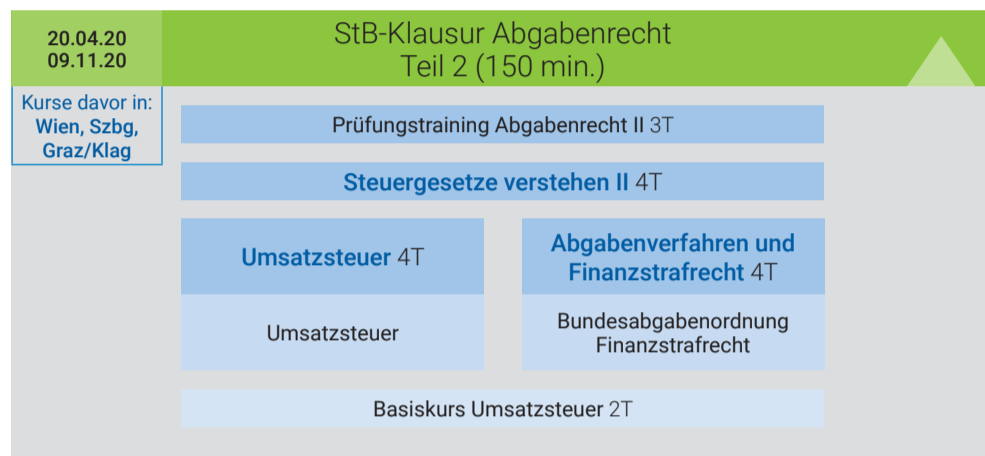 20.04.20
09.11.20
StB-Klausur Abgabenrecht
Teil 2 (150 min.)
Kurse davor in:
Wien, Szbg,
Graz/Klag
Prüfungstraining Abgabenrecht II 3T
Steuergesetze verstehen II 4T
Umsatzsteuer 4T
Abgabenverfahren und
Finanzstrafrecht 4T
Umsatzsteuer
Bundesabgabenordnung
Finanzstrafrecht
Basiskurs Umsatzsteuer 2T